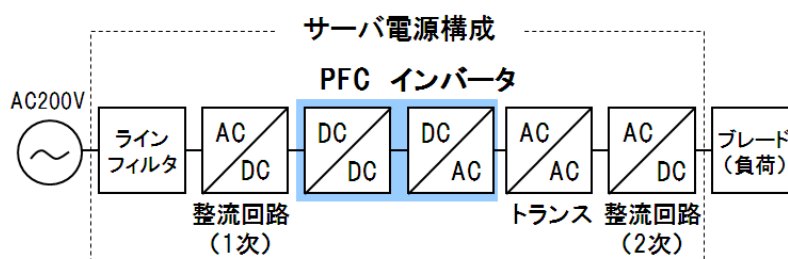 サーバ電源構成
PFC インバータ
AC200V
ライン
フィルタ
AC
DC
整流回路
(1次)
DC
DC
DC
AC
AC
AC
トランス
AC
DC
整流回路
(2次)
ブレード
(負荷)